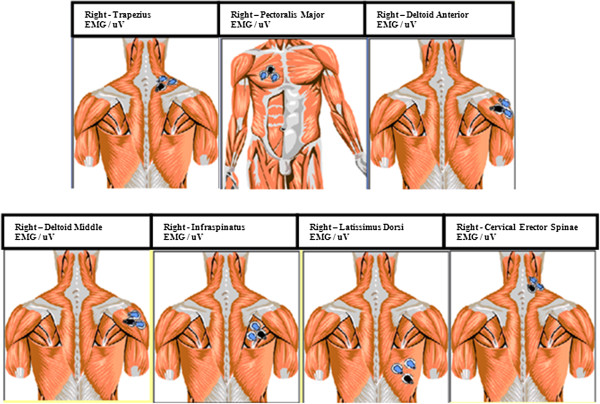 Right - Trapezius
EMG / uV
Right – Pectoralis Major
EMG / uV
Right – Deltoid Anterior
EMG / uV
Right – Deltoid Middle
EMG / uV
Right - Infraspinatus
EMG / uV
Right – Latissimus Dorsi
EMG / uV
Right - Cervical Erector Spinae
EMG / uV